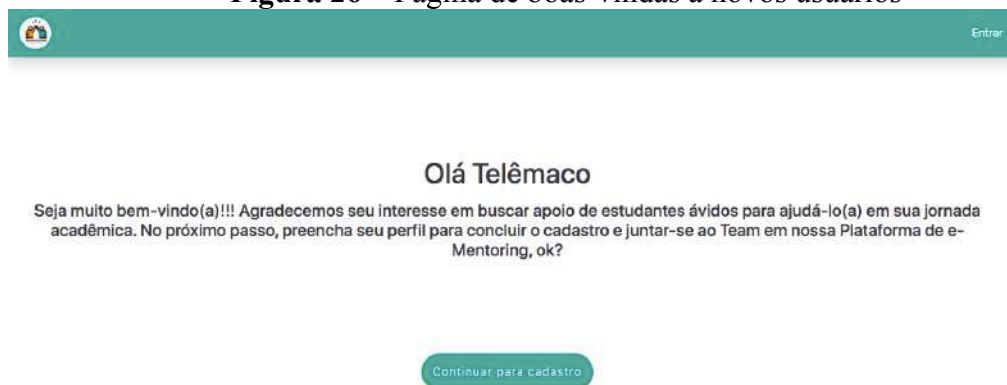 Figura – Página de boas-vindas a novos usuários
Entrar
Olá Telêmaco
Seja muito bem-vindo(a)!!! Agradecemos seu interesse em buscar apoio de estudantes ávidos para ajudá-lo(a) em sua jornada
acadêmica. No próximo passo, preencha seu perfil para concluir o cadastro e juntar-se ao Team em nossa Plataforma de e-
Mentoring, ok?
Continuar para cadastro